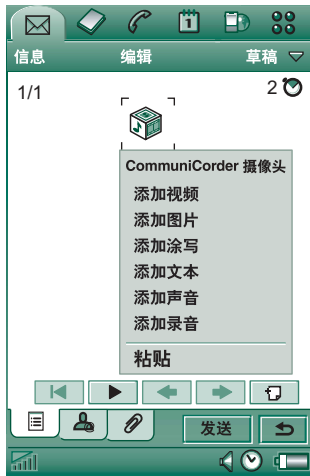 信息 编辑 草稿
1/1 2
CommuniCorder 摄像头
添加视频
添加图片
添加涂写
添加文本
添加声音
添加录音
粘贴
发送